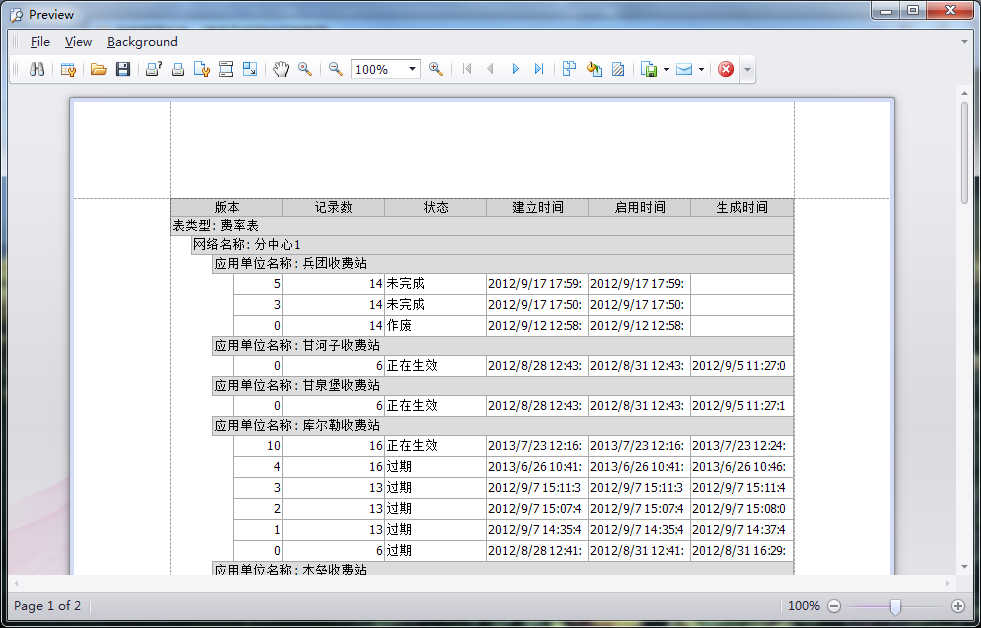 Preview
File View Background
100%
版本 记录数 状态 建立时间 启用时间 生成时间
表类型: 费率表
网络名称: 分中心1
应用单位名称: 兵团收费站
5 14 未完成 2012/9/17 17:59: 2012/9/17 17:59:
3 14 未完成 2012/9/17 17:50: 2012/9/17 17:50:
0 14 作废 2012/9/12 12:58: 2012/9/12 12:58:
应用单位名称: 甘河子收费站
0 6 正在生效 2012/8/28 12:43: 2012/8/31 12:43: 2012/9/5 11:27:0
应用单位名称: 甘泉堡收费站
0 6 正在生效 2012/8/28 12:43: 2012/8/31 12:43: 2012/9/5 11:27:1
应用单位名称: 库尔勒收费站
10 16 正在生效 2013/7/23 12:16: 2013/7/23 12:16: 2013/7/23 12:24:
4 16 过期 2013/6/26 10:41: 2013/6/26 10:41: 2013/6/26 10:46:
3 13 过期 2012/9/7 15:11:3 2012/9/7 15:11:3 2012/9/7 15:11:4
2 13 过期 2012/9/7 15:07:4 2012/9/7 15:07:4 2012/9/7 15:08:0
1 13 过期 2012/9/7 14:35:4 2012/9/7 14:35:4 2012/9/7 14:37:4
0 6 过期 2012/8/28 12:41: 2012/8/31 12:41: 2012/8/31 16:29:
应用单位名称: 本垒收费站
Page 1 of 2 100%